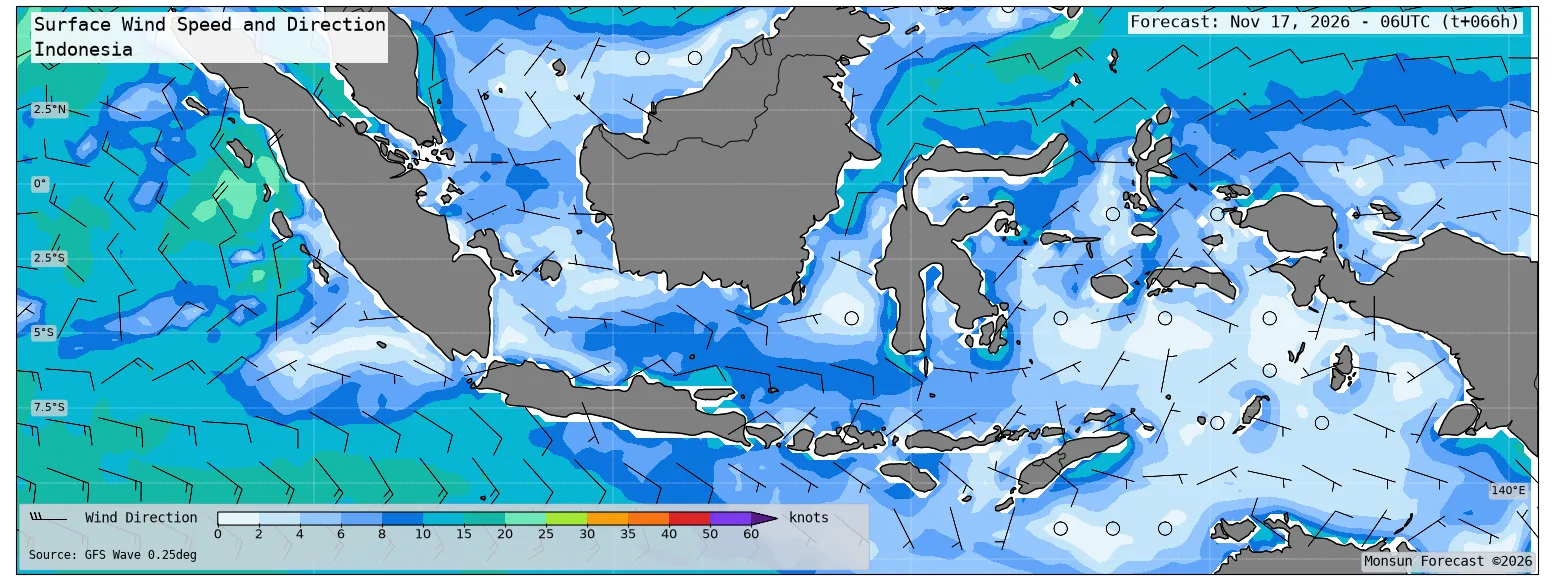 Surface Wind Speed and Direction
Indonesia
Forecast: Nov 17, 2026 - 06UTC (t+066h)
2.5°N
0°
2.5°S
5°S
7.5°S
140°E
Wind Direction
knots
0 2 4 6 8 10 15 20 25 30 35 40 50 60
Source: GFS Wave 0.25deg
Monsun Forecast ©2026